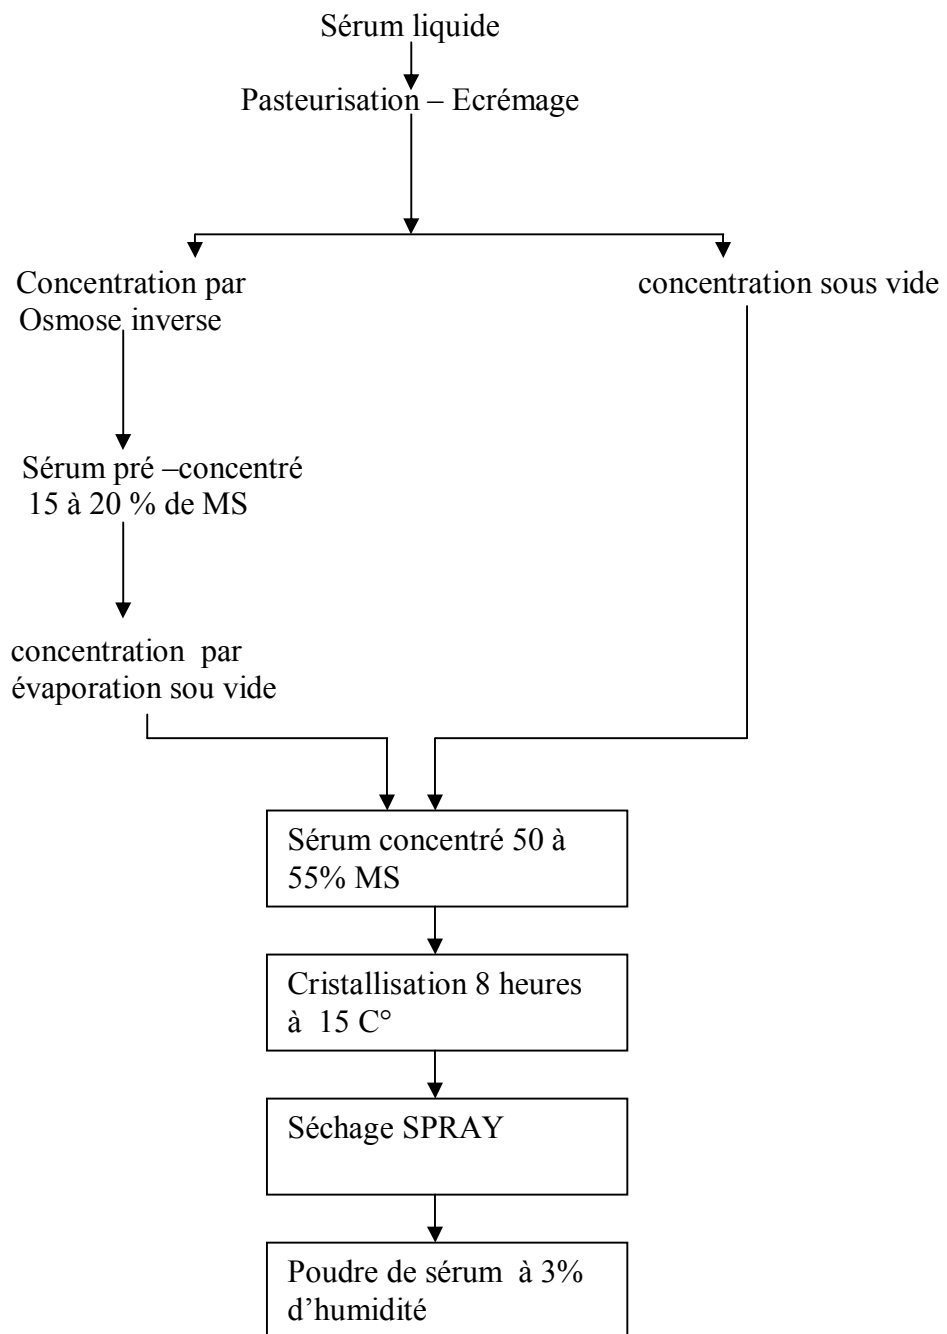 Sérum liquide
Pasteurisation – Ecrémage
Concentration par
Osmose inverse
concentration sous vide
Sérum pré –concentré
15 à 20 % de MS
concentration  par
évaporation sou vide
Sérum concentré 50 à
55% MS
Cristallisation 8 heures
à  15 C°
Séchage SPRAY
Poudre de sérum  à 3%
d’humidité